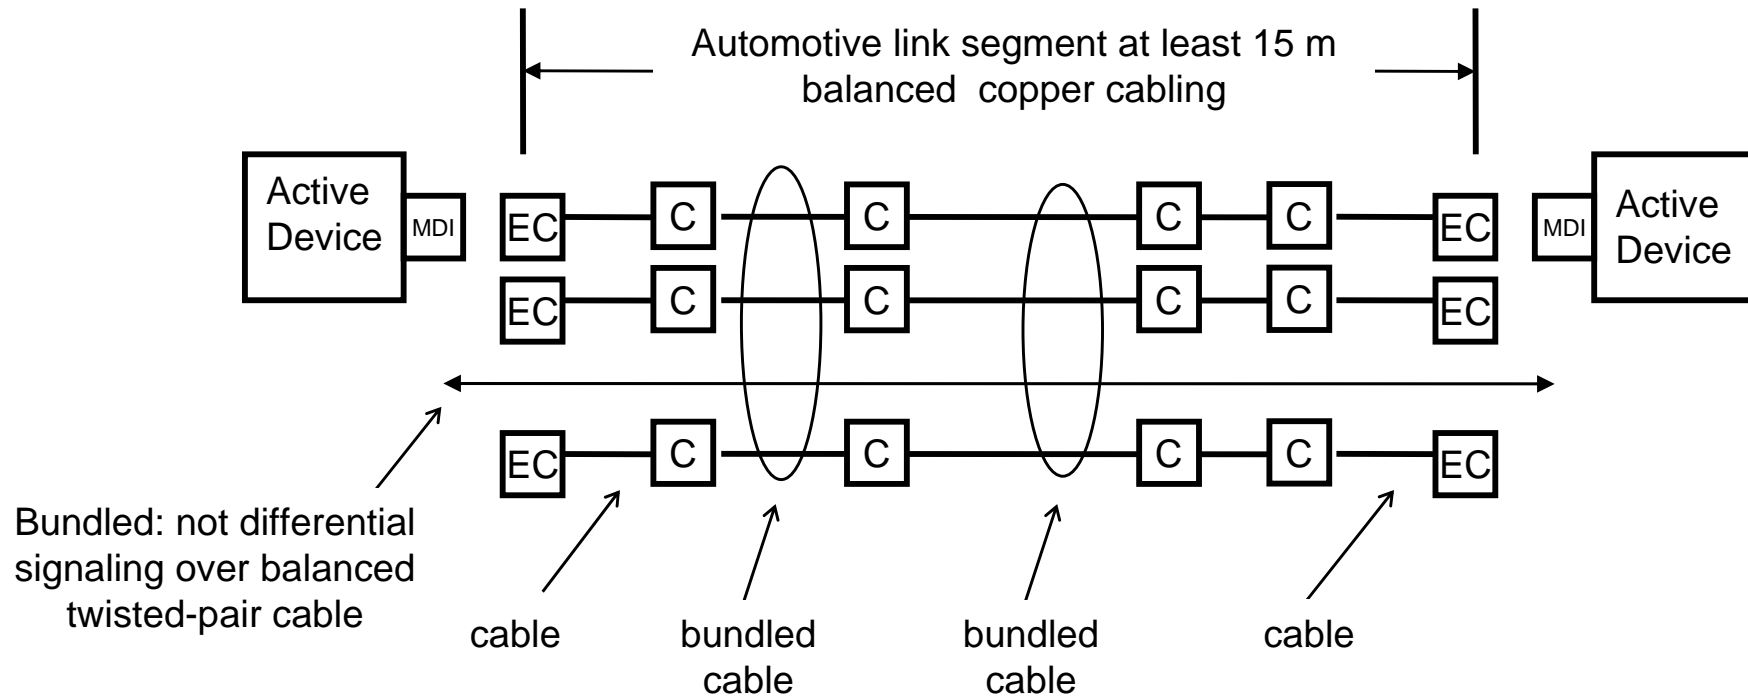 Automotive link segment at least 15 m
balanced copper cabling
Active
Device
MDI
EC
C
C
C
C
EC
MDI
Active
Device
EC
C
C
C
C
EC
EC
C
C
C
C
EC
Bundled: not differential
signaling over balanced
twisted-pair cable
cable
bundled
cable
bundled
cable
cable